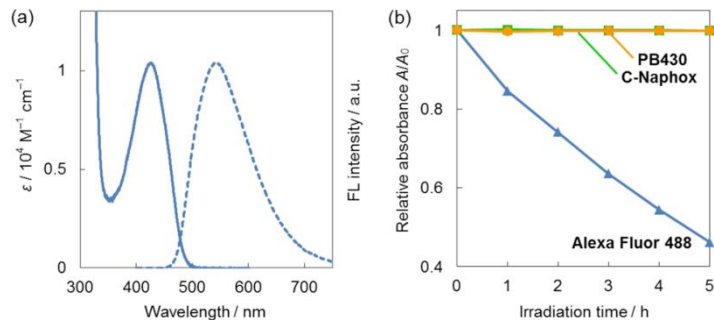 (a)
1
0.5
0
ε / 10⁴ M⁻¹ cm⁻¹
FL intensity / a.u.
300 400 500 600 700
Wavelength / nm
(b)
1
0.8
0.6
0.4
Relative absorbance A/A₀
PB430
C-Naphox
Alexa Fluor 488
0 1 2 3 4 5
Irradiation time / h